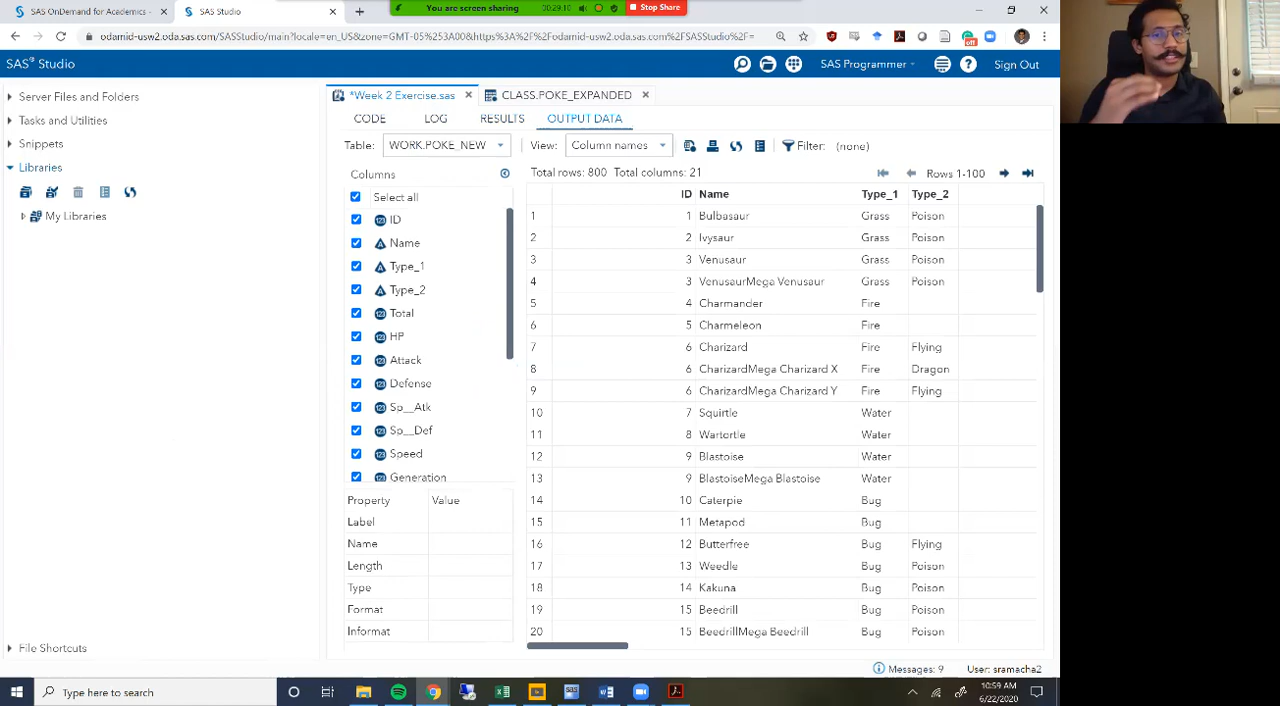 SAS OnDemand for Academics -
SAS Studio
You are screen sharing
00:29:10
Stop Share
odamid-usw2.oda.sas.com/SASStudio/main?locale=en_US&zone=GMT-05%253A00&https%3A%2F%2Fodamid-usw2.oda.sas.com%2FSASStudio%2F=
off
SAS® Studio
SAS Programmer
Sign Out
Server Files and Folders
Tasks and Utilities
Snippets
Libraries
My Libraries
File Shortcuts
*Week 2 Exercise.sas
CLASS.POKE_EXPANDED
CODE LOG RESULTS OUTPUT DATA
Table: WORK.POKE_NEW View: Column names Filter: (none)
Columns
Select all
ID
Name
Type_1
Type_2
Total
HP
Attack
Defense
Sp__Atk
Sp__Def
Speed
Generation
Property Value
Label
Name
Length
Type
Format
Informat
Total rows: 800 Total columns: 21
Rows 1-100
ID Name Type_1 Type_2
1 1 Bulbasaur Grass Poison
2 2 Ivysaur Grass Poison
3 3 Venusaur Grass Poison
4 3 VenusaurMega Venusaur Grass Poison
5 4 Charmander Fire
6 5 Charmeleon Fire
7 6 Charizard Fire Flying
8 6 CharizardMega Charizard X Fire Dragon
9 6 CharizardMega Charizard Y Fire Flying
10 7 Squirtle Water
11 8 Wartortle Water
12 9 Blastoise Water
13 9 BlastoiseMega Blastoise Water
14 10 Caterpie Bug
15 11 Metapod Bug
16 12 Butterfree Bug Flying
17 13 Weedle Bug Poison
18 14 Kakuna Bug Poison
19 15 Beedrill Bug Poison
20 15 BeedrillMega Beedrill Bug Poison
Messages: 9 User: sramacha2
Type here to search
10:59 AM
6/22/2020